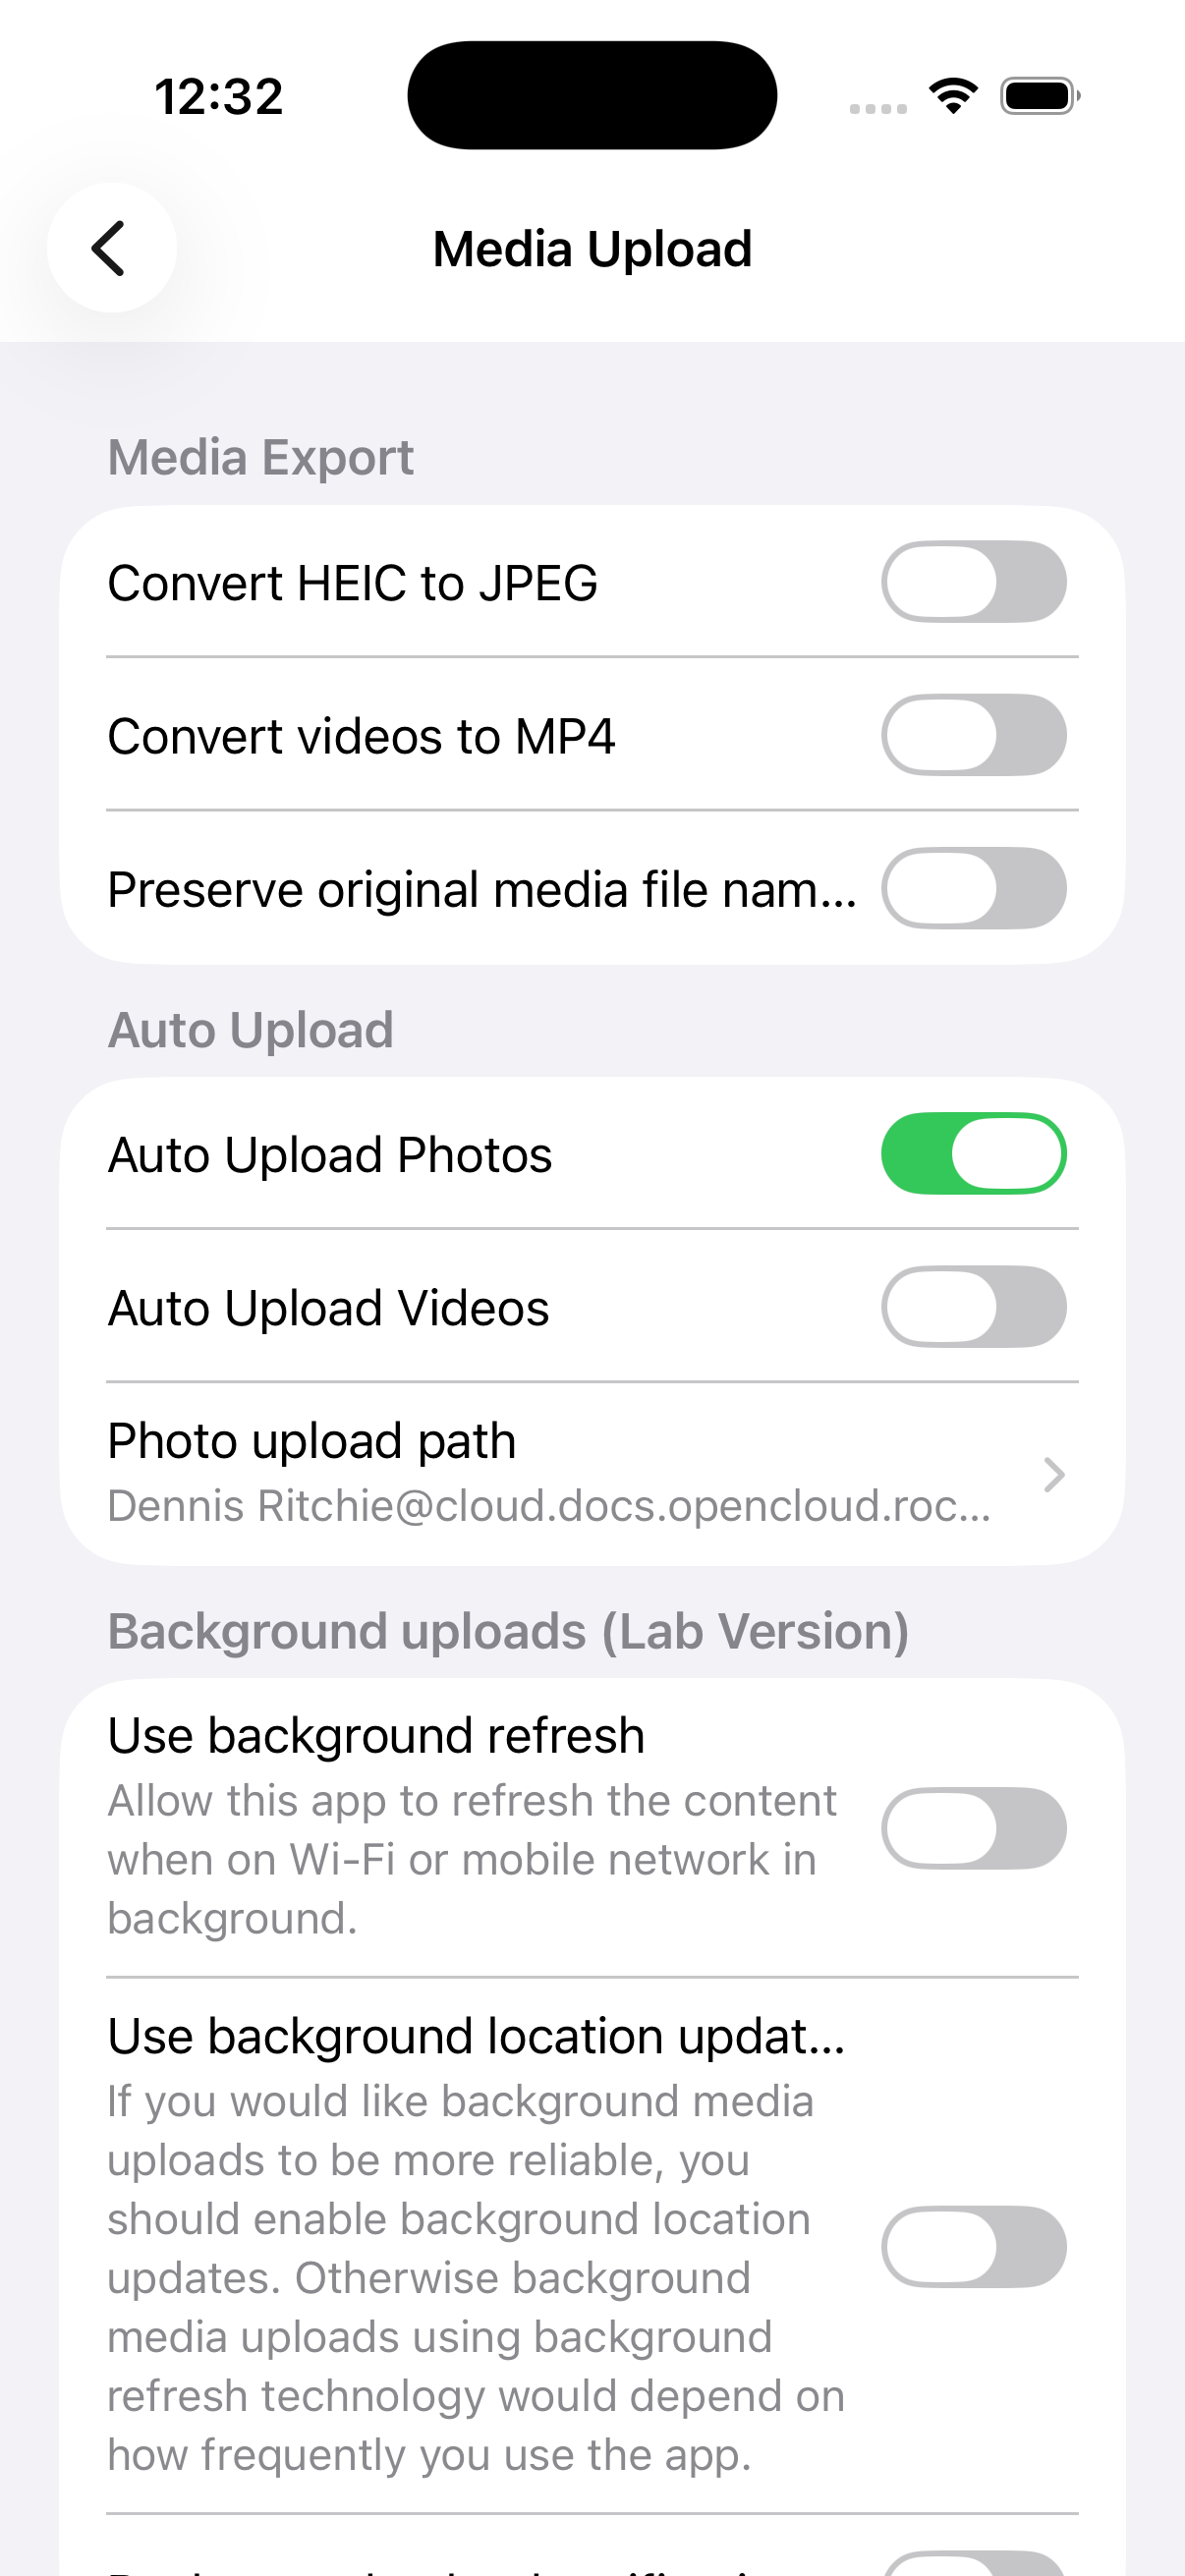 12:32
Media Upload
Media Export
Convert HEIC to JPEG
Convert videos to MP4
Preserve original media file nam...
Auto Upload
Auto Upload Photos
Auto Upload Videos
Photo upload path
Dennis Ritchie@cloud.docs.opencloud.roc...
Background uploads (Lab Version)
Use background refresh
Allow this app to refresh the content
when on Wi-Fi or mobile network in
background.
Use background location updat...
If you would like background media
uploads to be more reliable, you
should enable background location
updates. Otherwise background
media uploads using background
refresh technology would depend on
how frequently you use the app.